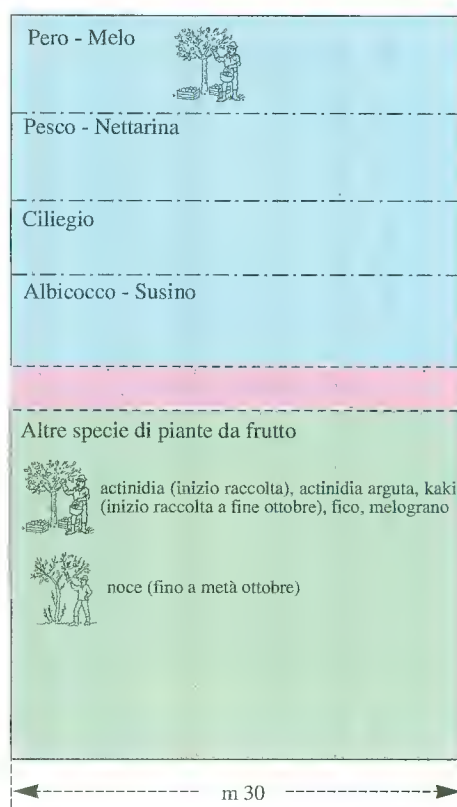 Pero - Melo
Pesco - Nettarina
Ciliegio
Albicocco - Susino
Altre specie di piante da frutto
actinidia (inizio raccolta), actinidia arguta, kaki
(inizio raccolta a fine ottobre), fico, melograno
noce (fino a metà ottobre)
m 30